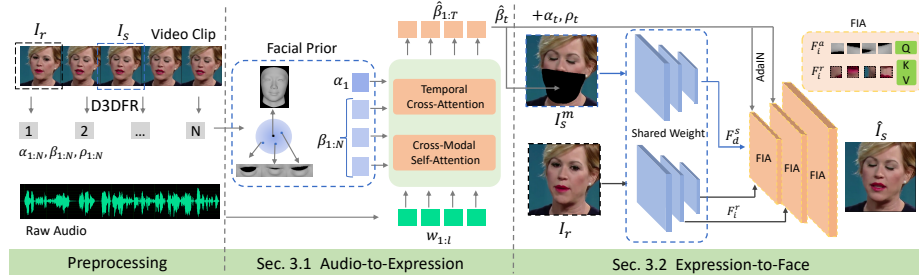 I_r I_s Video Clip
D3DFR
1 2 ... N
α_{1:N}, β_{1:N}, ρ_{1:N}
Raw Audio
Preprocessing
Facial Prior
α_1
β_{1:N}
β̂_{1:T}
Temporal
Cross-Attention
Cross-Modal
Self-Attention
w_{1:l}
Sec. 3.1 Audio-to-Expression
β̂_t +α_t, ρ_t
I_s^m
I_r
Shared Weight
F_d^s
F_i^r
AdaIN
FIA
FIA
FIA
FIA
F_i^a Q
F_i^r K
V
Î_s
Sec. 3.2 Expression-to-Face